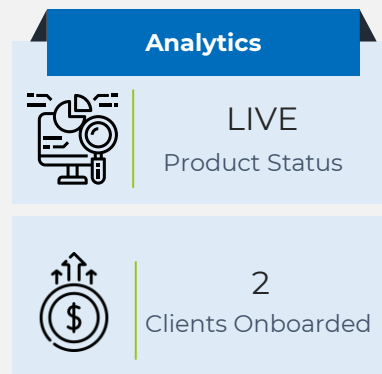 Analytics
LIVE
Product Status
$
2
Clients Onboarded